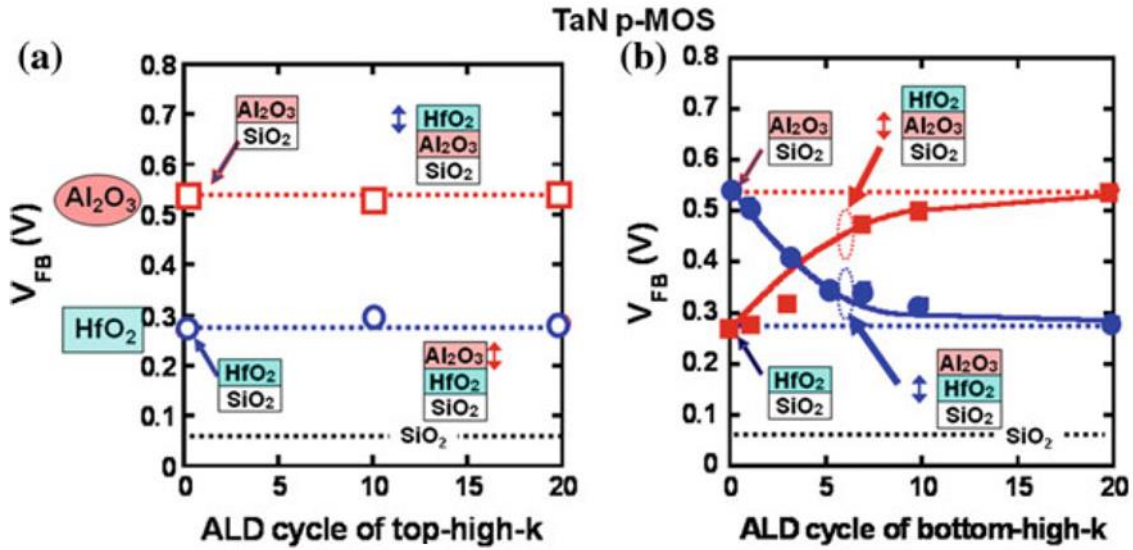 TaN p-MOS
(a)
0.8
0.7
0.6
0.5
0.4
0.3
0.2
0.1
0
V_FB (V)
Al₂O₃
HfO₂
Al₂O₃
SiO₂
HfO₂
Al₂O₃
SiO₂
HfO₂
SiO₂
Al₂O₃
HfO₂
SiO₂
SiO₂
0 5 10 15 20
ALD cycle of top-high-k
(b)
0.8
0.7
0.6
0.5
0.4
0.3
0.2
0.1
0
V_FB (V)
Al₂O₃
SiO₂
HfO₂
Al₂O₃
SiO₂
HfO₂
SiO₂
Al₂O₃
HfO₂
SiO₂
SiO₂
0 5 10 15 20
ALD cycle of bottom-high-k